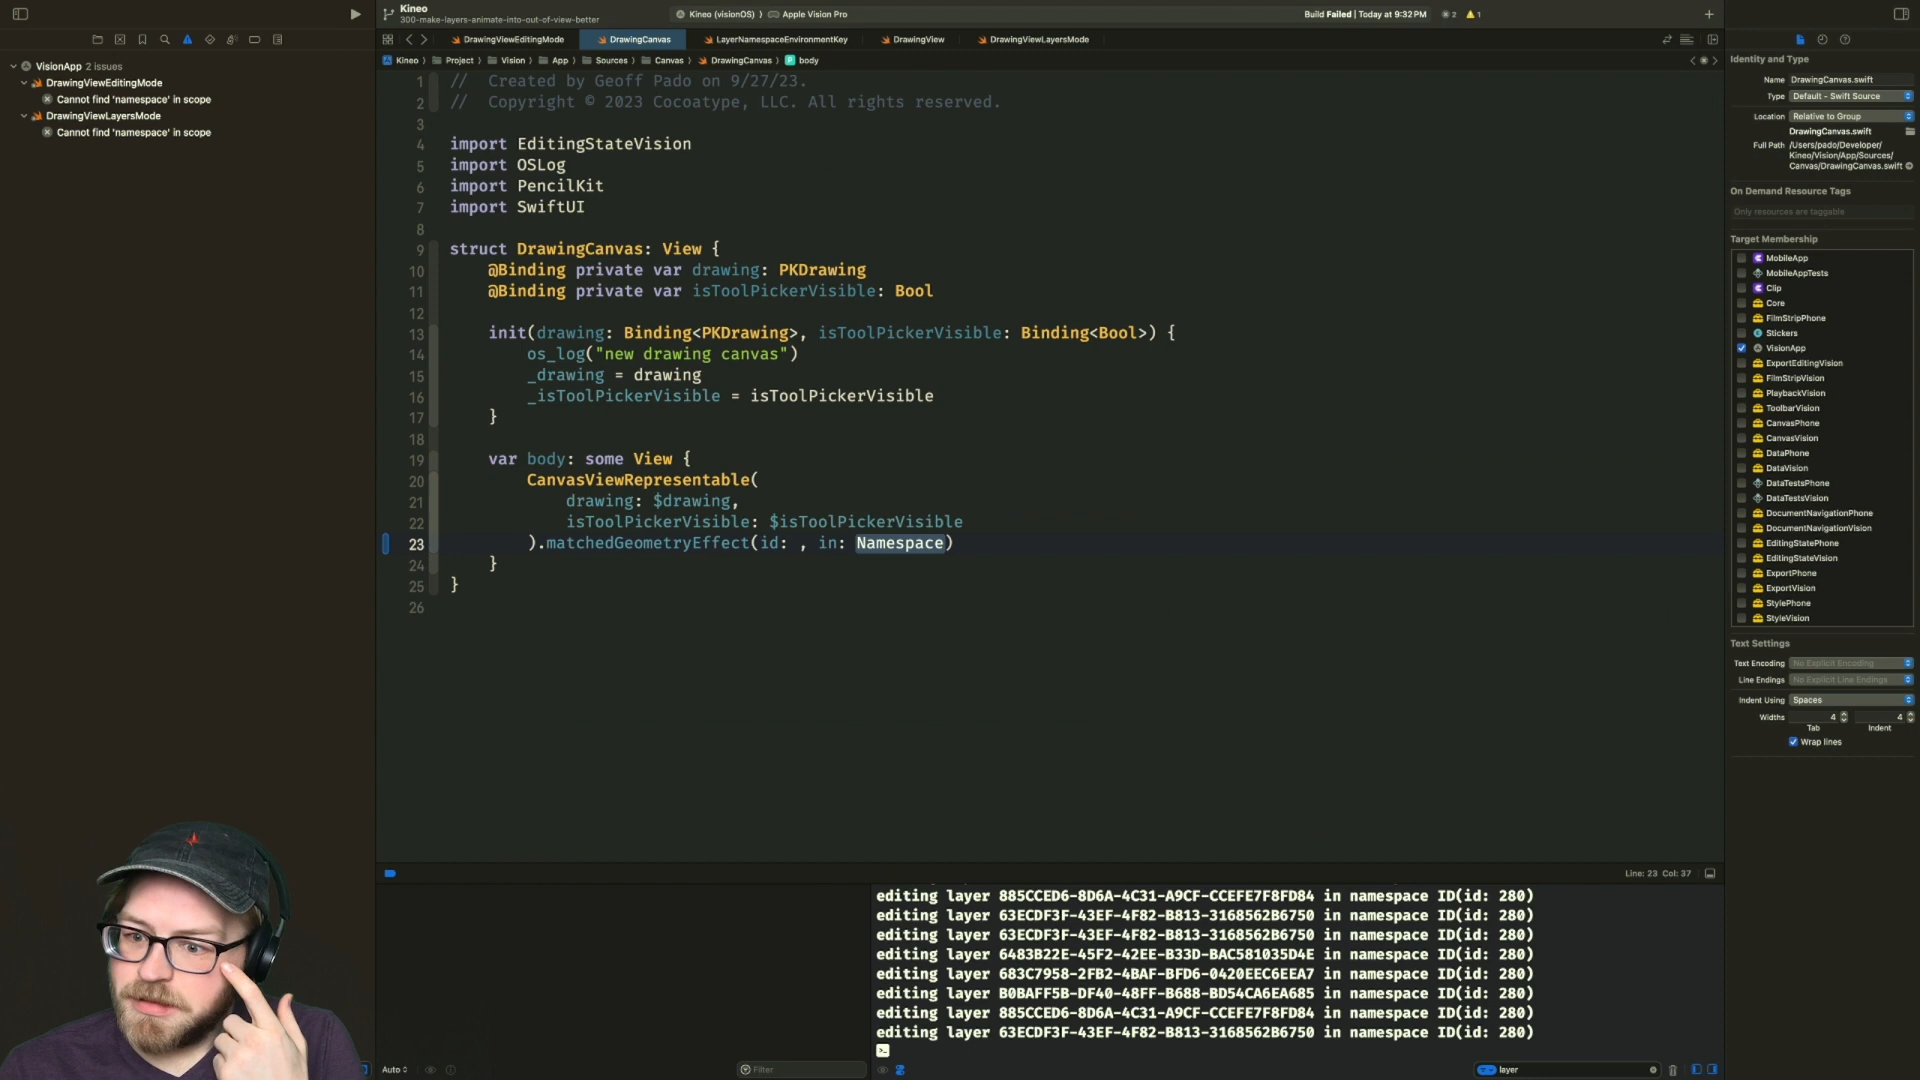 Kineo
300-make-layers-animate-into-out-of-view-better
Kineo (visionOS) 〉 Apple Vision Pro
Build Failed | Today at 9:32 PM
2
1
DrawingViewEditingMode
DrawingCanvas
LayerNamespaceEnvironmentKey
DrawingView
DrawingViewLayersMode
Kineo 〉 Project 〉 Vision 〉 App 〉 Sources 〉 Canvas 〉 DrawingCanvas 〉 body
VisionApp 2 issues
DrawingViewEditingMode
Cannot find 'namespace' in scope
DrawingViewLayersMode
Cannot find 'namespace' in scope
1 // Created by Geoff Pado on 9/27/23.
2 // Copyright © 2023 Cocoatype, LLC. All rights reserved.
3
4 import EditingStateVision
5 import OSLog
6 import PencilKit
7 import SwiftUI
8
9 struct DrawingCanvas: View {
10 @Binding private var drawing: PKDrawing
11 @Binding private var isToolPickerVisible: Bool
12
13 init(drawing: Binding<PKDrawing>, isToolPickerVisible: Binding<Bool>) {
14 os_log("new drawing canvas")
15 _drawing = drawing
16 _isToolPickerVisible = isToolPickerVisible
17 }
18
19 var body: some View {
20 CanvasViewRepresentable(
21 drawing: $drawing,
22 isToolPickerVisible: $isToolPickerVisible
23 ).matchedGeometryEffect(id: , in: Namespace)
24 }
25 }
26
Line: 23 Col: 37
editing layer 885CCED6-8D6A-4C31-A9CF-CCEFE7F8FD84 in namespace ID(id: 280)
editing layer 63ECDF3F-43EF-4F82-B813-3168562B6750 in namespace ID(id: 280)
editing layer 63ECDF3F-43EF-4F82-B813-3168562B6750 in namespace ID(id: 280)
editing layer 6483B22E-45F2-42EE-B33D-BAC581035D4E in namespace ID(id: 280)
editing layer 683C7958-2FB2-4BAF-BFD6-0420EEC6EEA7 in namespace ID(id: 280)
editing layer B0BAFF5B-DF40-48FF-B688-BD54CA6EA685 in namespace ID(id: 280)
editing layer 885CCED6-8D6A-4C31-A9CF-CCEFE7F8FD84 in namespace ID(id: 280)
editing layer 63ECDF3F-43EF-4F82-B813-3168562B6750 in namespace ID(id: 280)
Auto
Filter
layer
Identity and Type
Name DrawingCanvas.swift
Type Default - Swift Source
Location Relative to Group
DrawingCanvas.swift
Full Path /Users/pado/Developer/
Kineo/Vision/App/Sources/
Canvas/DrawingCanvas.swift
On Demand Resource Tags
Only resources are taggable
Target Membership
MobileApp
MobileAppTests
Clip
Core
FilmStripPhone
Stickers
VisionApp
ExportEditingVision
FilmStripVision
PlaybackVision
ToolbarVision
CanvasPhone
CanvasVision
DataPhone
DataVision
DataTestsPhone
DataTestsVision
DocumentNavigationPhone
DocumentNavigationVision
EditingStatePhone
EditingStateVision
ExportPhone
ExportVision
StylePhone
StyleVision
Text Settings
Text Encoding No Explicit Encoding
Line Endings No Explicit Line Endings
Indent Using Spaces
Widths 4 4
Tab Indent
Wrap lines